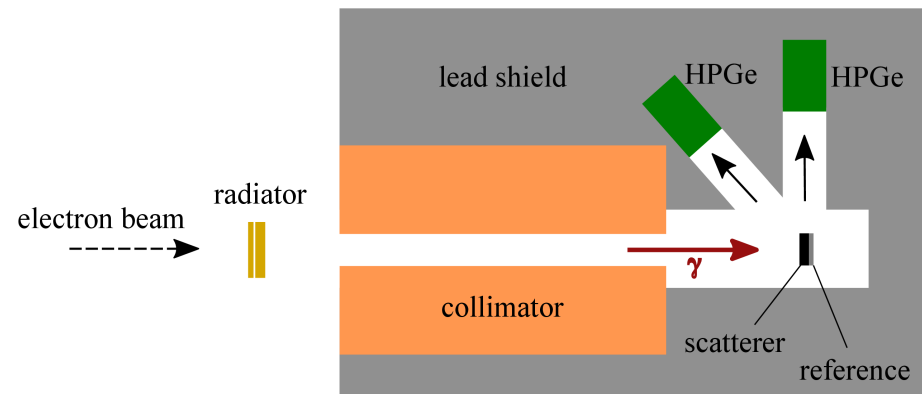 lead shield
HPGe
HPGe
radiator
electron beam
γ
collimator
scatterer
reference